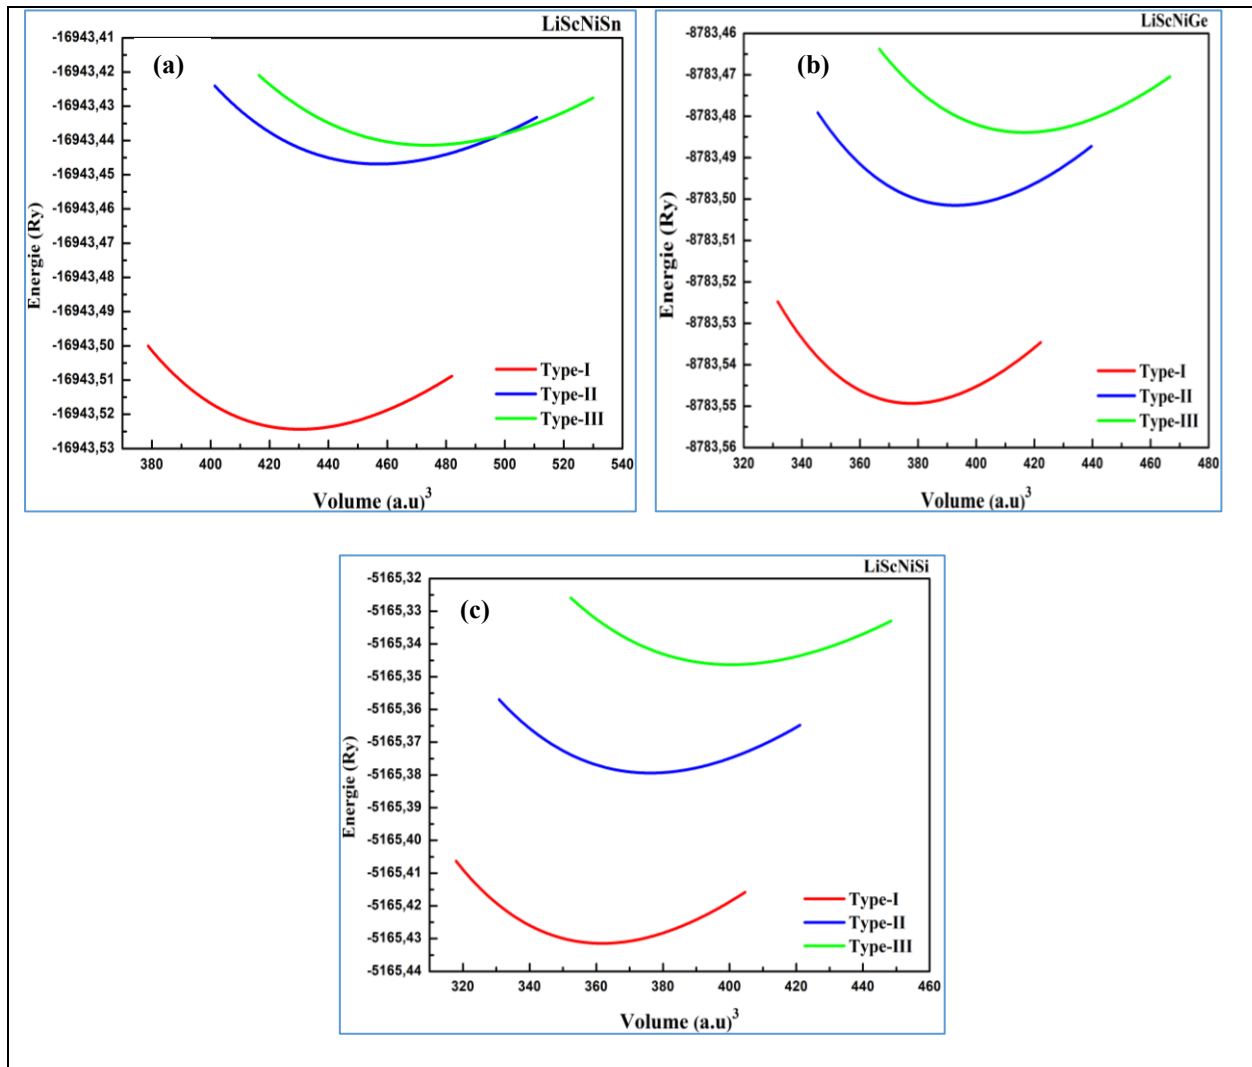 LiScNiSn
(a)
Energie (Ry)
-16943,41
-16943,42
-16943,43
-16943,44
-16943,45
-16943,46
-16943,47
-16943,48
-16943,49
-16943,50
-16943,51
-16943,52
-16943,53
Type-I
Type-II
Type-III
380 400 420 440 460 480 500 520 540
Volume (a.u)³
LiScNiGe
(b)
Energie (Ry)
-8783,46
-8783,47
-8783,48
-8783,49
-8783,50
-8783,51
-8783,52
-8783,53
-8783,54
-8783,55
-8783,56
Type-I
Type-II
Type-III
320 340 360 380 400 420 440 460 480
Volume (a.u)³
LiScNiSi
(c)
Energie (Ry)
-5165,32
-5165,33
-5165,34
-5165,35
-5165,36
-5165,37
-5165,38
-5165,39
-5165,40
-5165,41
-5165,42
-5165,43
-5165,44
Type-I
Type-II
Type-III
320 340 360 380 400 420 440 460
Volume (a.u)³